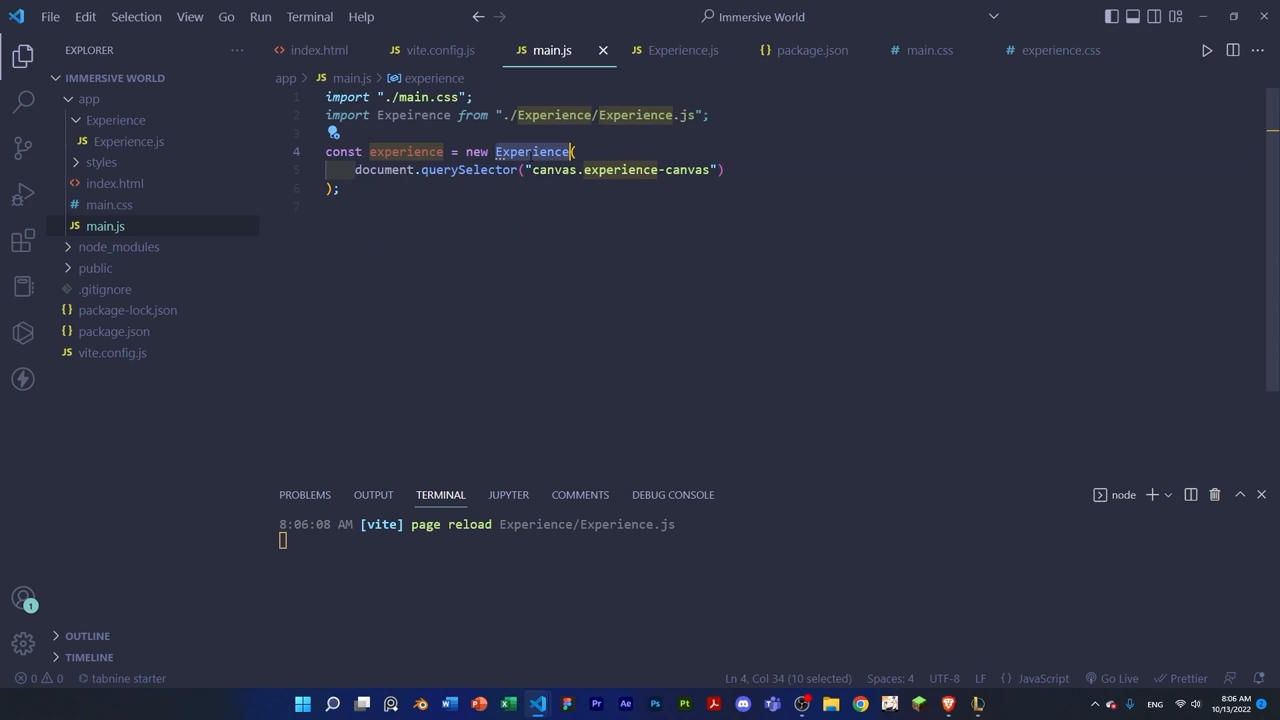 File Edit Selection View Go Run Terminal Help
Immersive World
EXPLORER
index.html vite.config.js main.js Experience.js package.json main.css experience.css
IMMERSIVE WORLD
app > main.js > experience
app
Experience
Experience.js
styles
index.html
main.css
main.js
node_modules
public
.gitignore
package-lock.json
package.json
vite.config.js
1 import "./main.css";
2 import Expeirence from "./Experience/Experience.js";
3
4 const experience = new Experience(
5 document.querySelector("canvas.experience-canvas")
6 );
7
PROBLEMS OUTPUT TERMINAL JUPYTER COMMENTS DEBUG CONSOLE
node
8:06:08 AM [vite] page reload Experience/Experience.js
1
OUTLINE
TIMELINE
0 0 tabnine starter Ln 4, Col 34 (10 selected) Spaces: 4 UTF-8 LF { } JavaScript Go Live Prettier
ENG 8:06 AM
10/13/2022